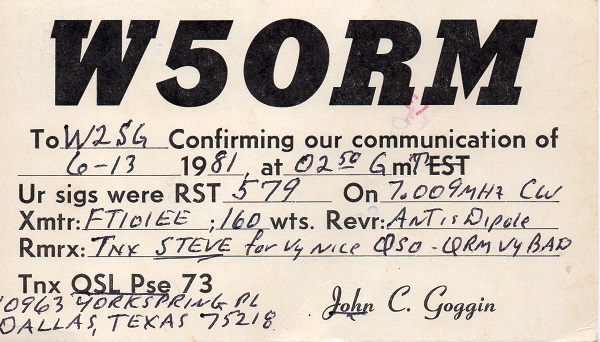 W5ORM
To W2SG Confirming our communication of
6-13 1981, at 0250 GmT EST
Ur sigs were RST 579 On 7.009MHz CW
Xmtr: FT101EE ; 160 wts. Revr: ANT is Dipole
Rmrx: TNX STEVE for Vy NICE QSO - QRM Vy BAD
Tnx QSL Pse 73
10963 YORKSPRING PL
DALLAS, TEXAS 75218
John C. Goggin